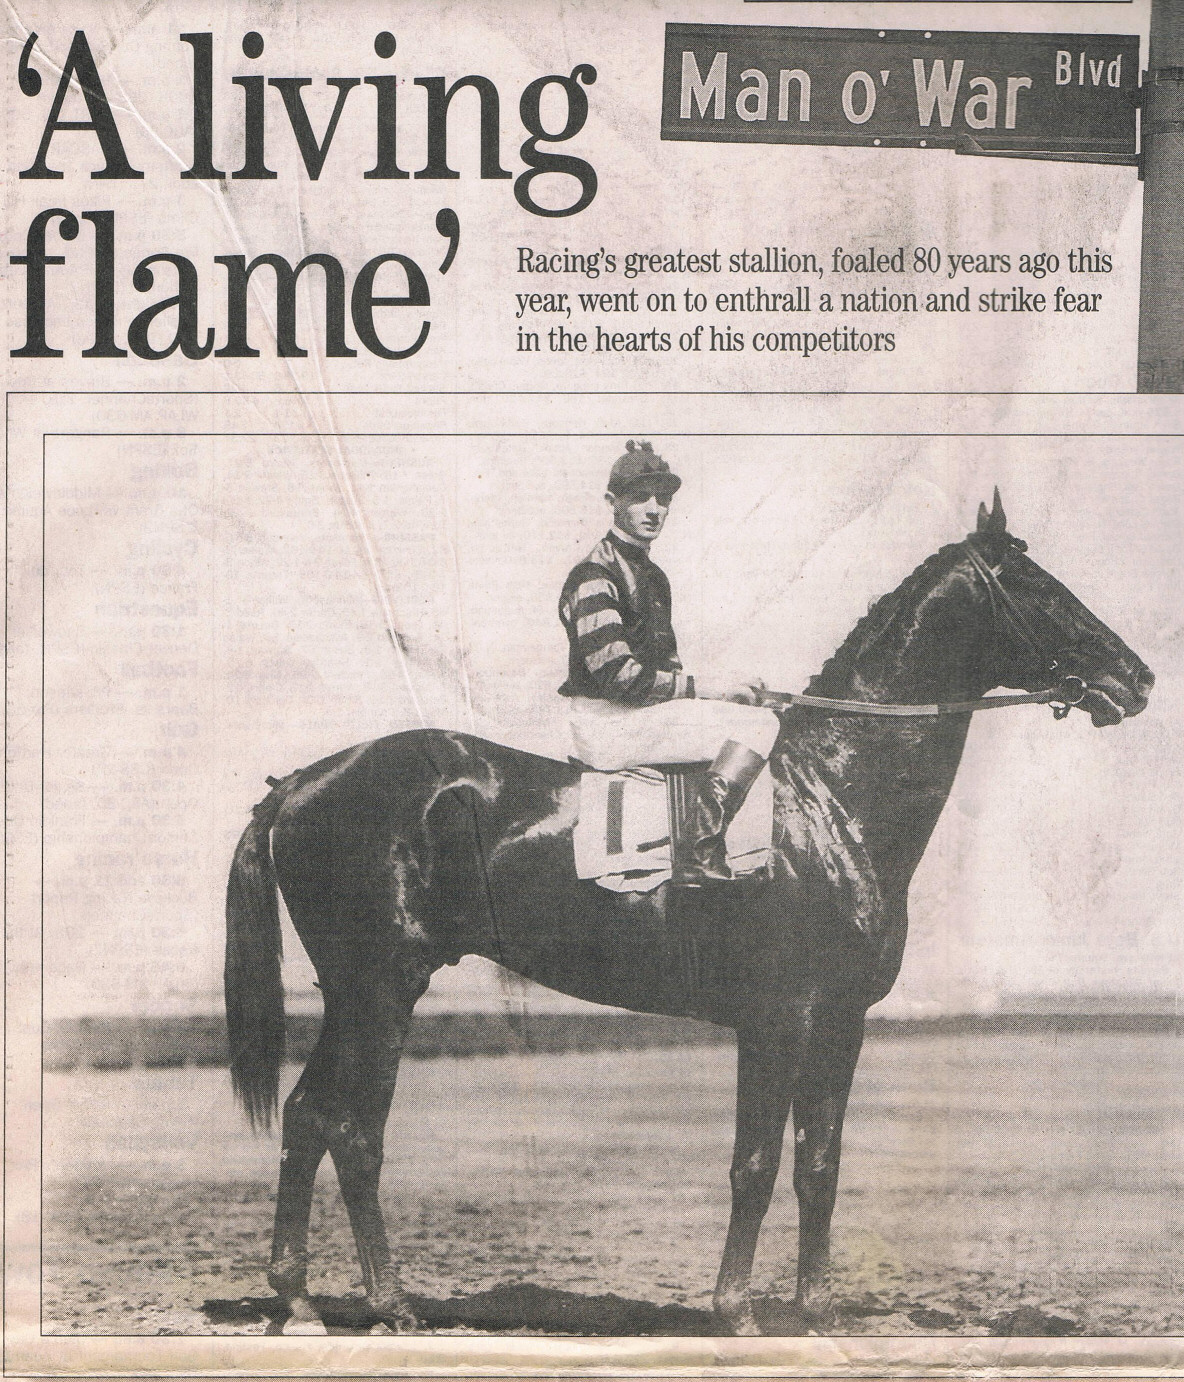 'A living
flame'
Man o' War Blvd
Racing's greatest stallion, foaled 80 years ago this
year, went on to enthrall a nation and strike fear
in the hearts of his competitors
1